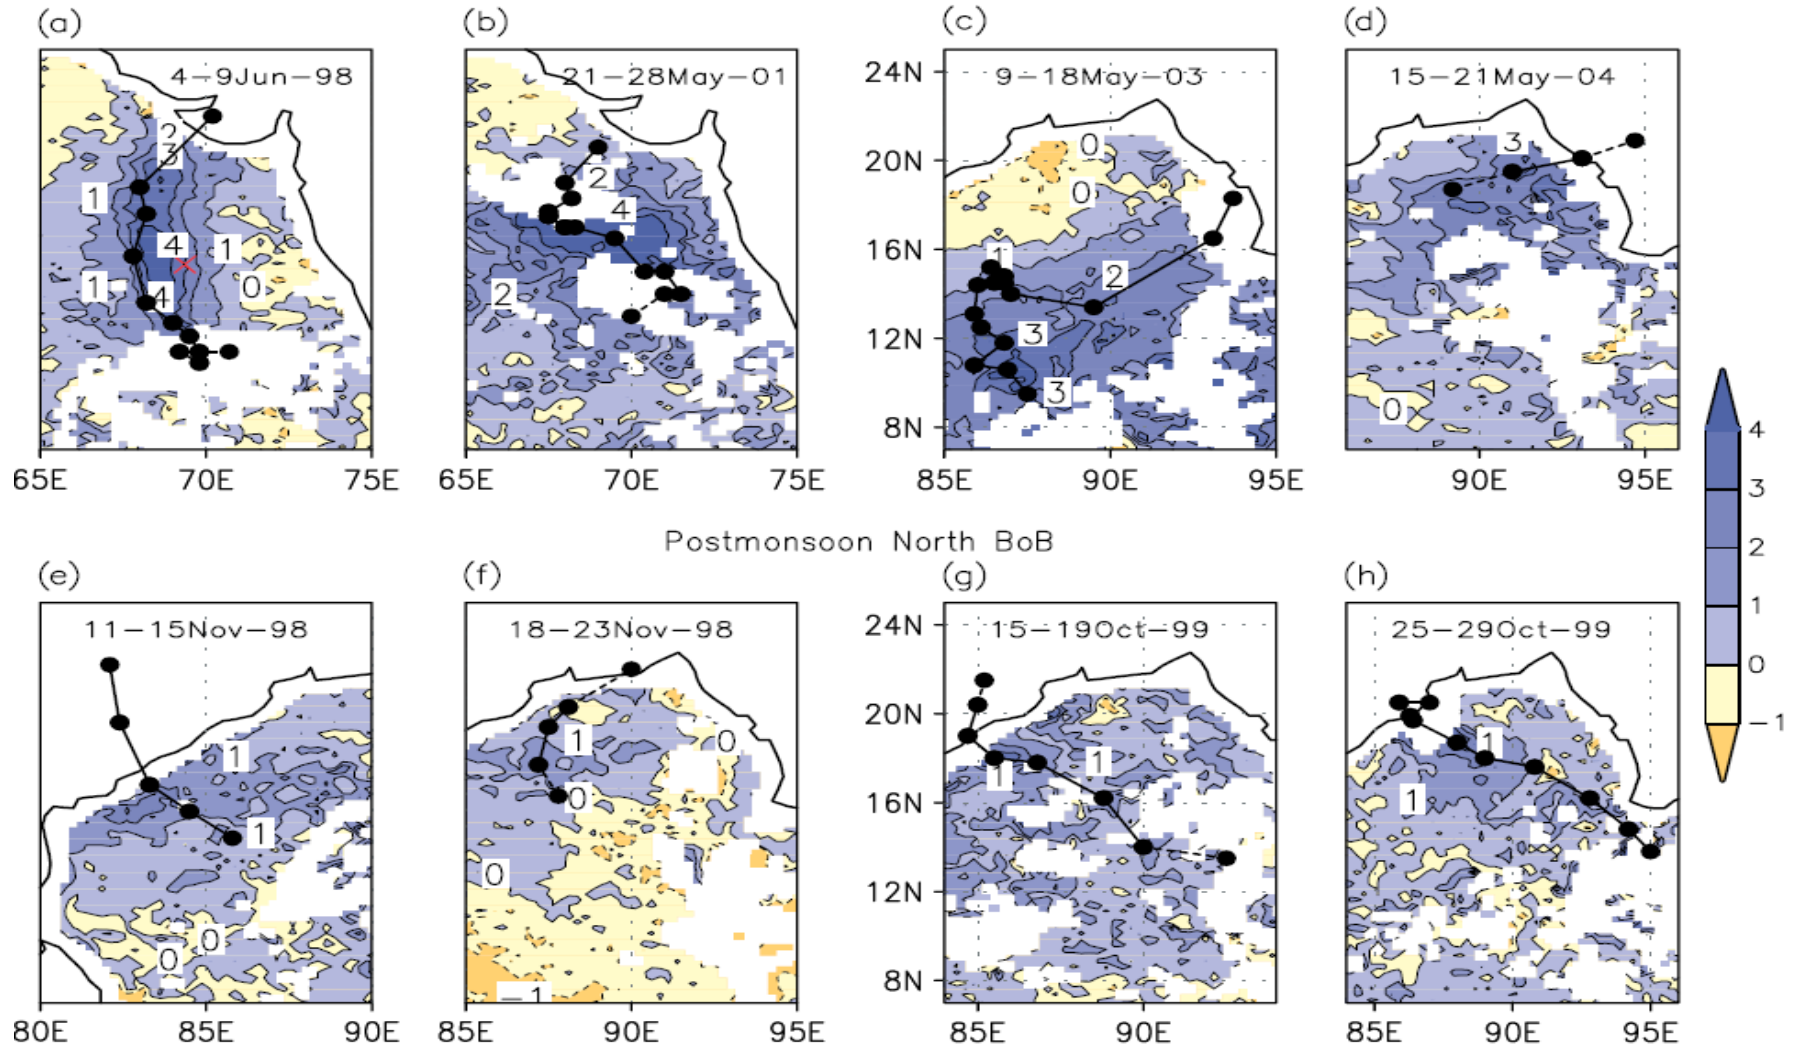 (a) (b) (c) (d)
4-9Jun-98 21-28May-01 9-18May-03 15-21May-04
24N
20N
16N
12N
8N
2
3
1
4
1
1
4
0
2
4
2
0
0
1
2
3
3
3
0
65E 70E 75E 65E 70E 75E 85E 90E 95E 90E 95E
4
3
2
1
0
-1
Postmonsoon North BoB
(e) (f) (g) (h)
11-15Nov-98 18-23Nov-98 15-19Oct-99 25-29Oct-99
24N
20N
16N
12N
8N
1
1
0
0
1
0
0
0
-1
1
1
1
1
80E 85E 90E 85E 90E 95E 85E 90E 85E 90E 95E